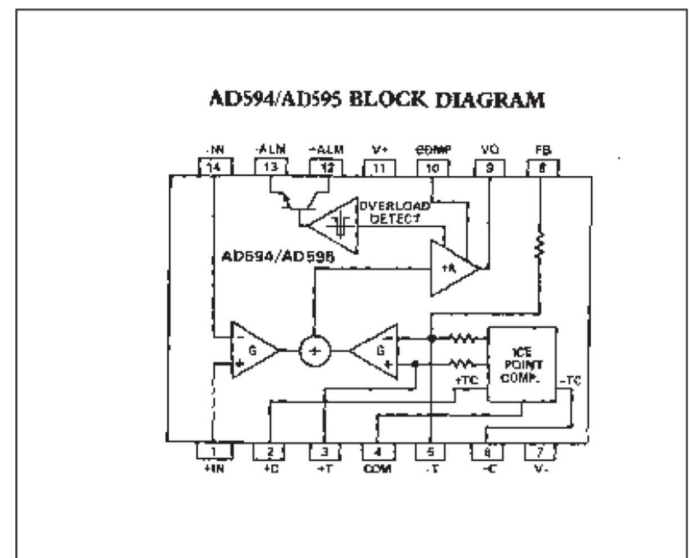 AD594/AD595 BLOCK DIAGRAM
-IN -ALM +ALM V+ COMP VO FB
14 13 12 11 10 9 8
OVERLOAD
DETECT
AD594/AD595
+A
- G +
+
- G +
ICE
POINT
COMP.
+TC
-TC
1 2 3 4 5 6 7
+IN +C +T COM -T -C V-